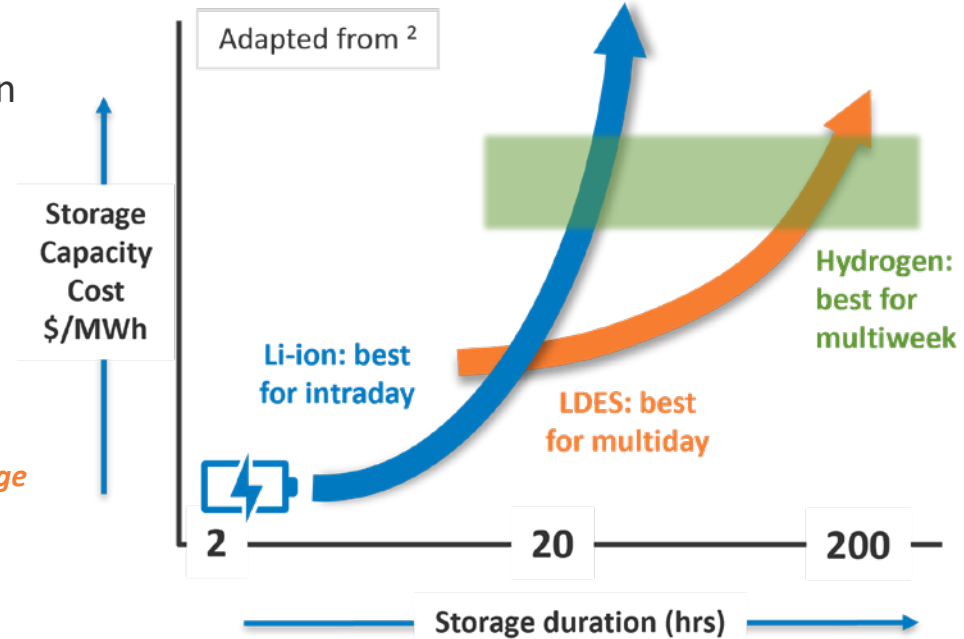 Adapted from ²
n
Storage
Capacity
Cost
$/MWh
Hydrogen:
best for
multiweek
Li-ion: best
for intraday
LDES: best
for multiday
ge
2
20
200
Storage duration (hrs)